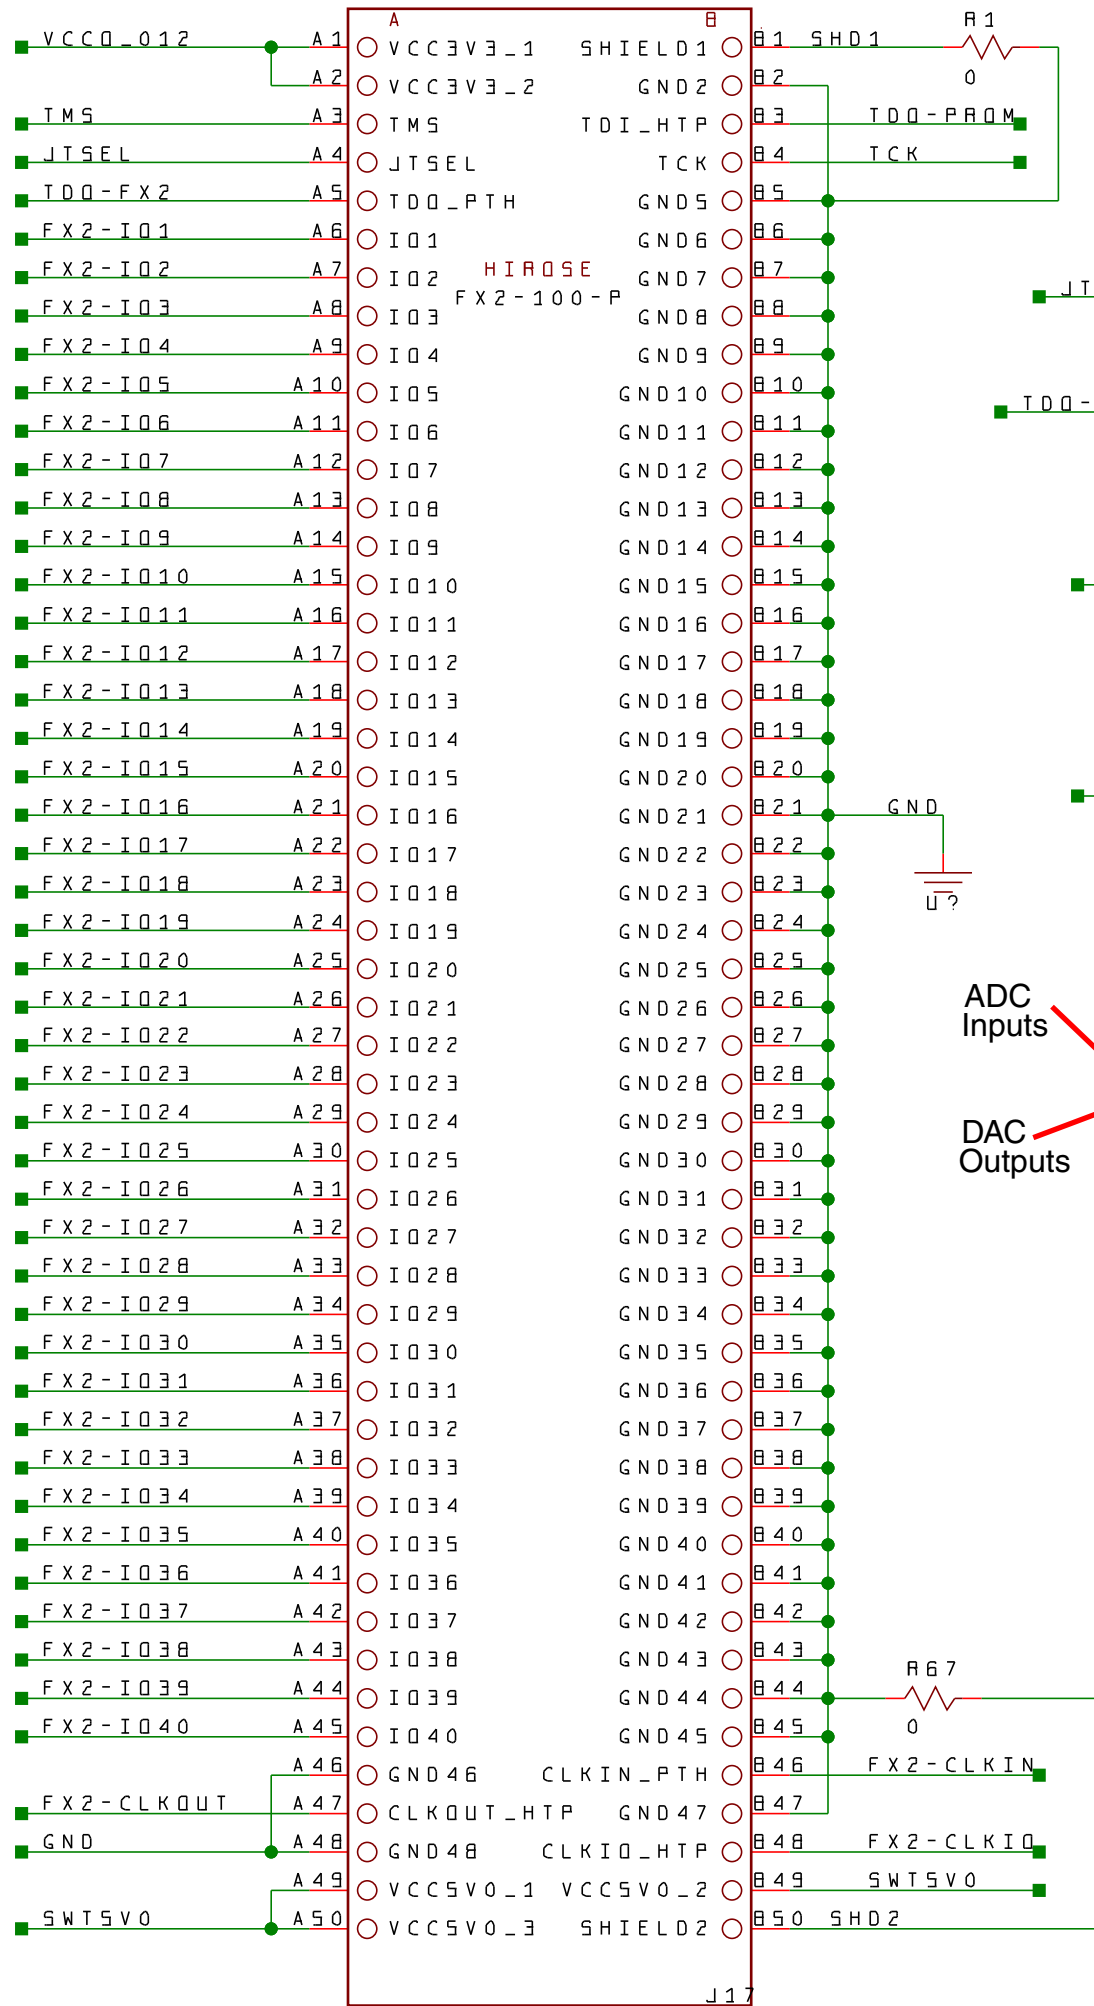 A B R1
VCCO_012 A1 VCC3V3_1 SHIELD1 B1 SHD1
A2 VCC3V3_2 GND2 B2 0
TMS A3 TMS TDI_HTP B3 TDO-PROM
JTSEL A4 JTSEL TCK B4 TCK
TDO-FX2 A5 TDO_PTH GND5 B5
FX2-IO1 A6 IO1 GND6 B6
FX2-IO2 A7 IO2 HIROSE GND7 B7
FX2-100-P JT
FX2-IO3 A8 IO3 GND8 B8
FX2-IO4 A9 IO4 GND9 B9
FX2-IO5 A10 IO5 GND10 B10
TDO-
FX2-IO6 A11 IO6 GND11 B11
FX2-IO7 A12 IO7 GND12 B12
FX2-IO8 A13 IO8 GND13 B13
FX2-IO9 A14 IO9 GND14 B14
FX2-IO10 A15 IO10 GND15 B15
FX2-IO11 A16 IO11 GND16 B16
FX2-IO12 A17 IO12 GND17 B17
FX2-IO13 A18 IO13 GND18 B18
FX2-IO14 A19 IO14 GND19 B19
FX2-IO15 A20 IO15 GND20 B20
FX2-IO16 A21 IO16 GND21 B21 GND
FX2-IO17 A22 IO17 GND22 B22
FX2-IO18 A23 IO18 GND23 B23
U?
FX2-IO19 A24 IO19 GND24 B24
FX2-IO20 A25 IO20 GND25 B25
FX2-IO21 A26 IO21 GND26 B26 ADC
Inputs
FX2-IO22 A27 IO22 GND27 B27
FX2-IO23 A28 IO23 GND28 B28
FX2-IO24 A29 IO24 GND29 B29
DAC
FX2-IO25 A30 IO25 GND30 B30 Outputs
FX2-IO26 A31 IO26 GND31 B31
FX2-IO27 A32 IO27 GND32 B32
FX2-IO28 A33 IO28 GND33 B33
FX2-IO29 A34 IO29 GND34 B34
FX2-IO30 A35 IO30 GND35 B35
FX2-IO31 A36 IO31 GND36 B36
FX2-IO32 A37 IO32 GND37 B37
FX2-IO33 A38 IO33 GND38 B38
FX2-IO34 A39 IO34 GND39 B39
FX2-IO35 A40 IO35 GND40 B40
FX2-IO36 A41 IO36 GND41 B41
FX2-IO37 A42 IO37 GND42 B42
FX2-IO38 A43 IO38 GND43 B43
R67
FX2-IO39 A44 IO39 GND44 B44
FX2-IO40 A45 IO40 GND45 B45 0
A46 GND46 CLKIN_PTH B46 FX2-CLKIN
FX2-CLKOUT A47 CLKOUT_HTP GND47 B47
GND A48 GND48 CLKIO_HTP B48 FX2-CLKIO
A49 VCC5V0_1 VCC5V0_2 B49 SWT5V0
SWT5V0 A50 VCC5V0_3 SHIELD2 B50 SHD2
J17